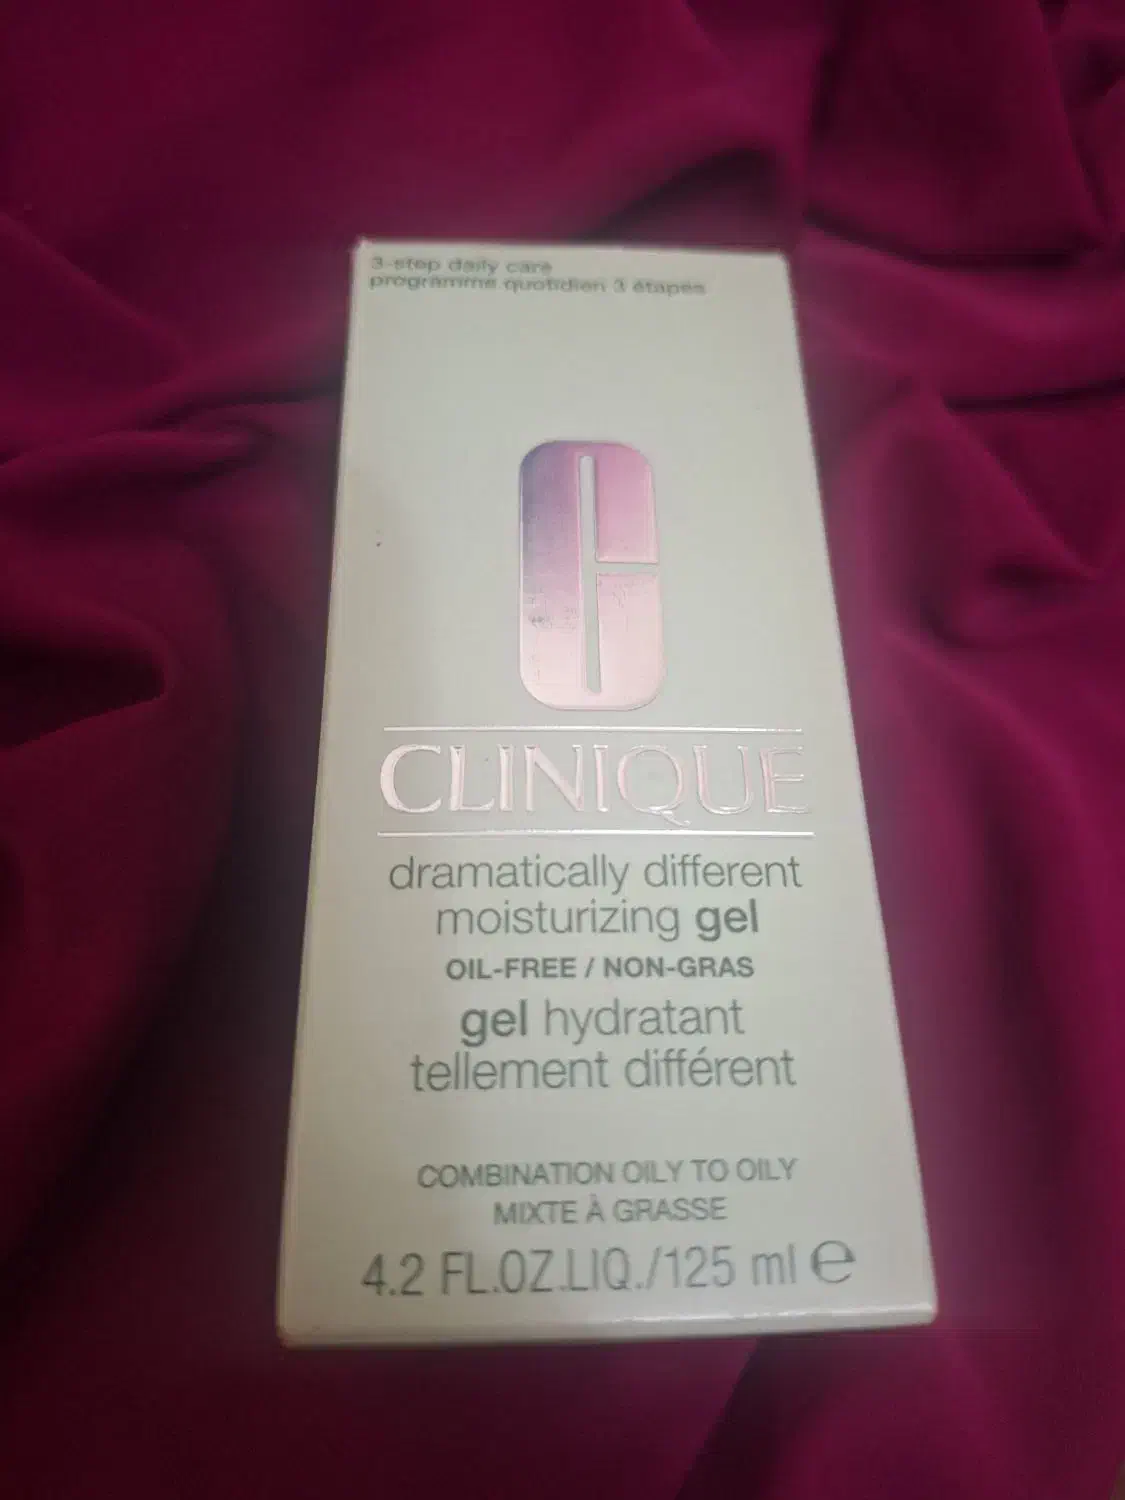 3-step daily care
programme quotidien 3 étapes
CLINIQUE
dramatically different
moisturizing gel
OIL-FREE / NON-GRAS
gel hydratant
tellement différent
COMBINATION OILY TO OILY
MIXTE À GRASSE
4.2 FL.OZ.LIQ./125 ml ℮